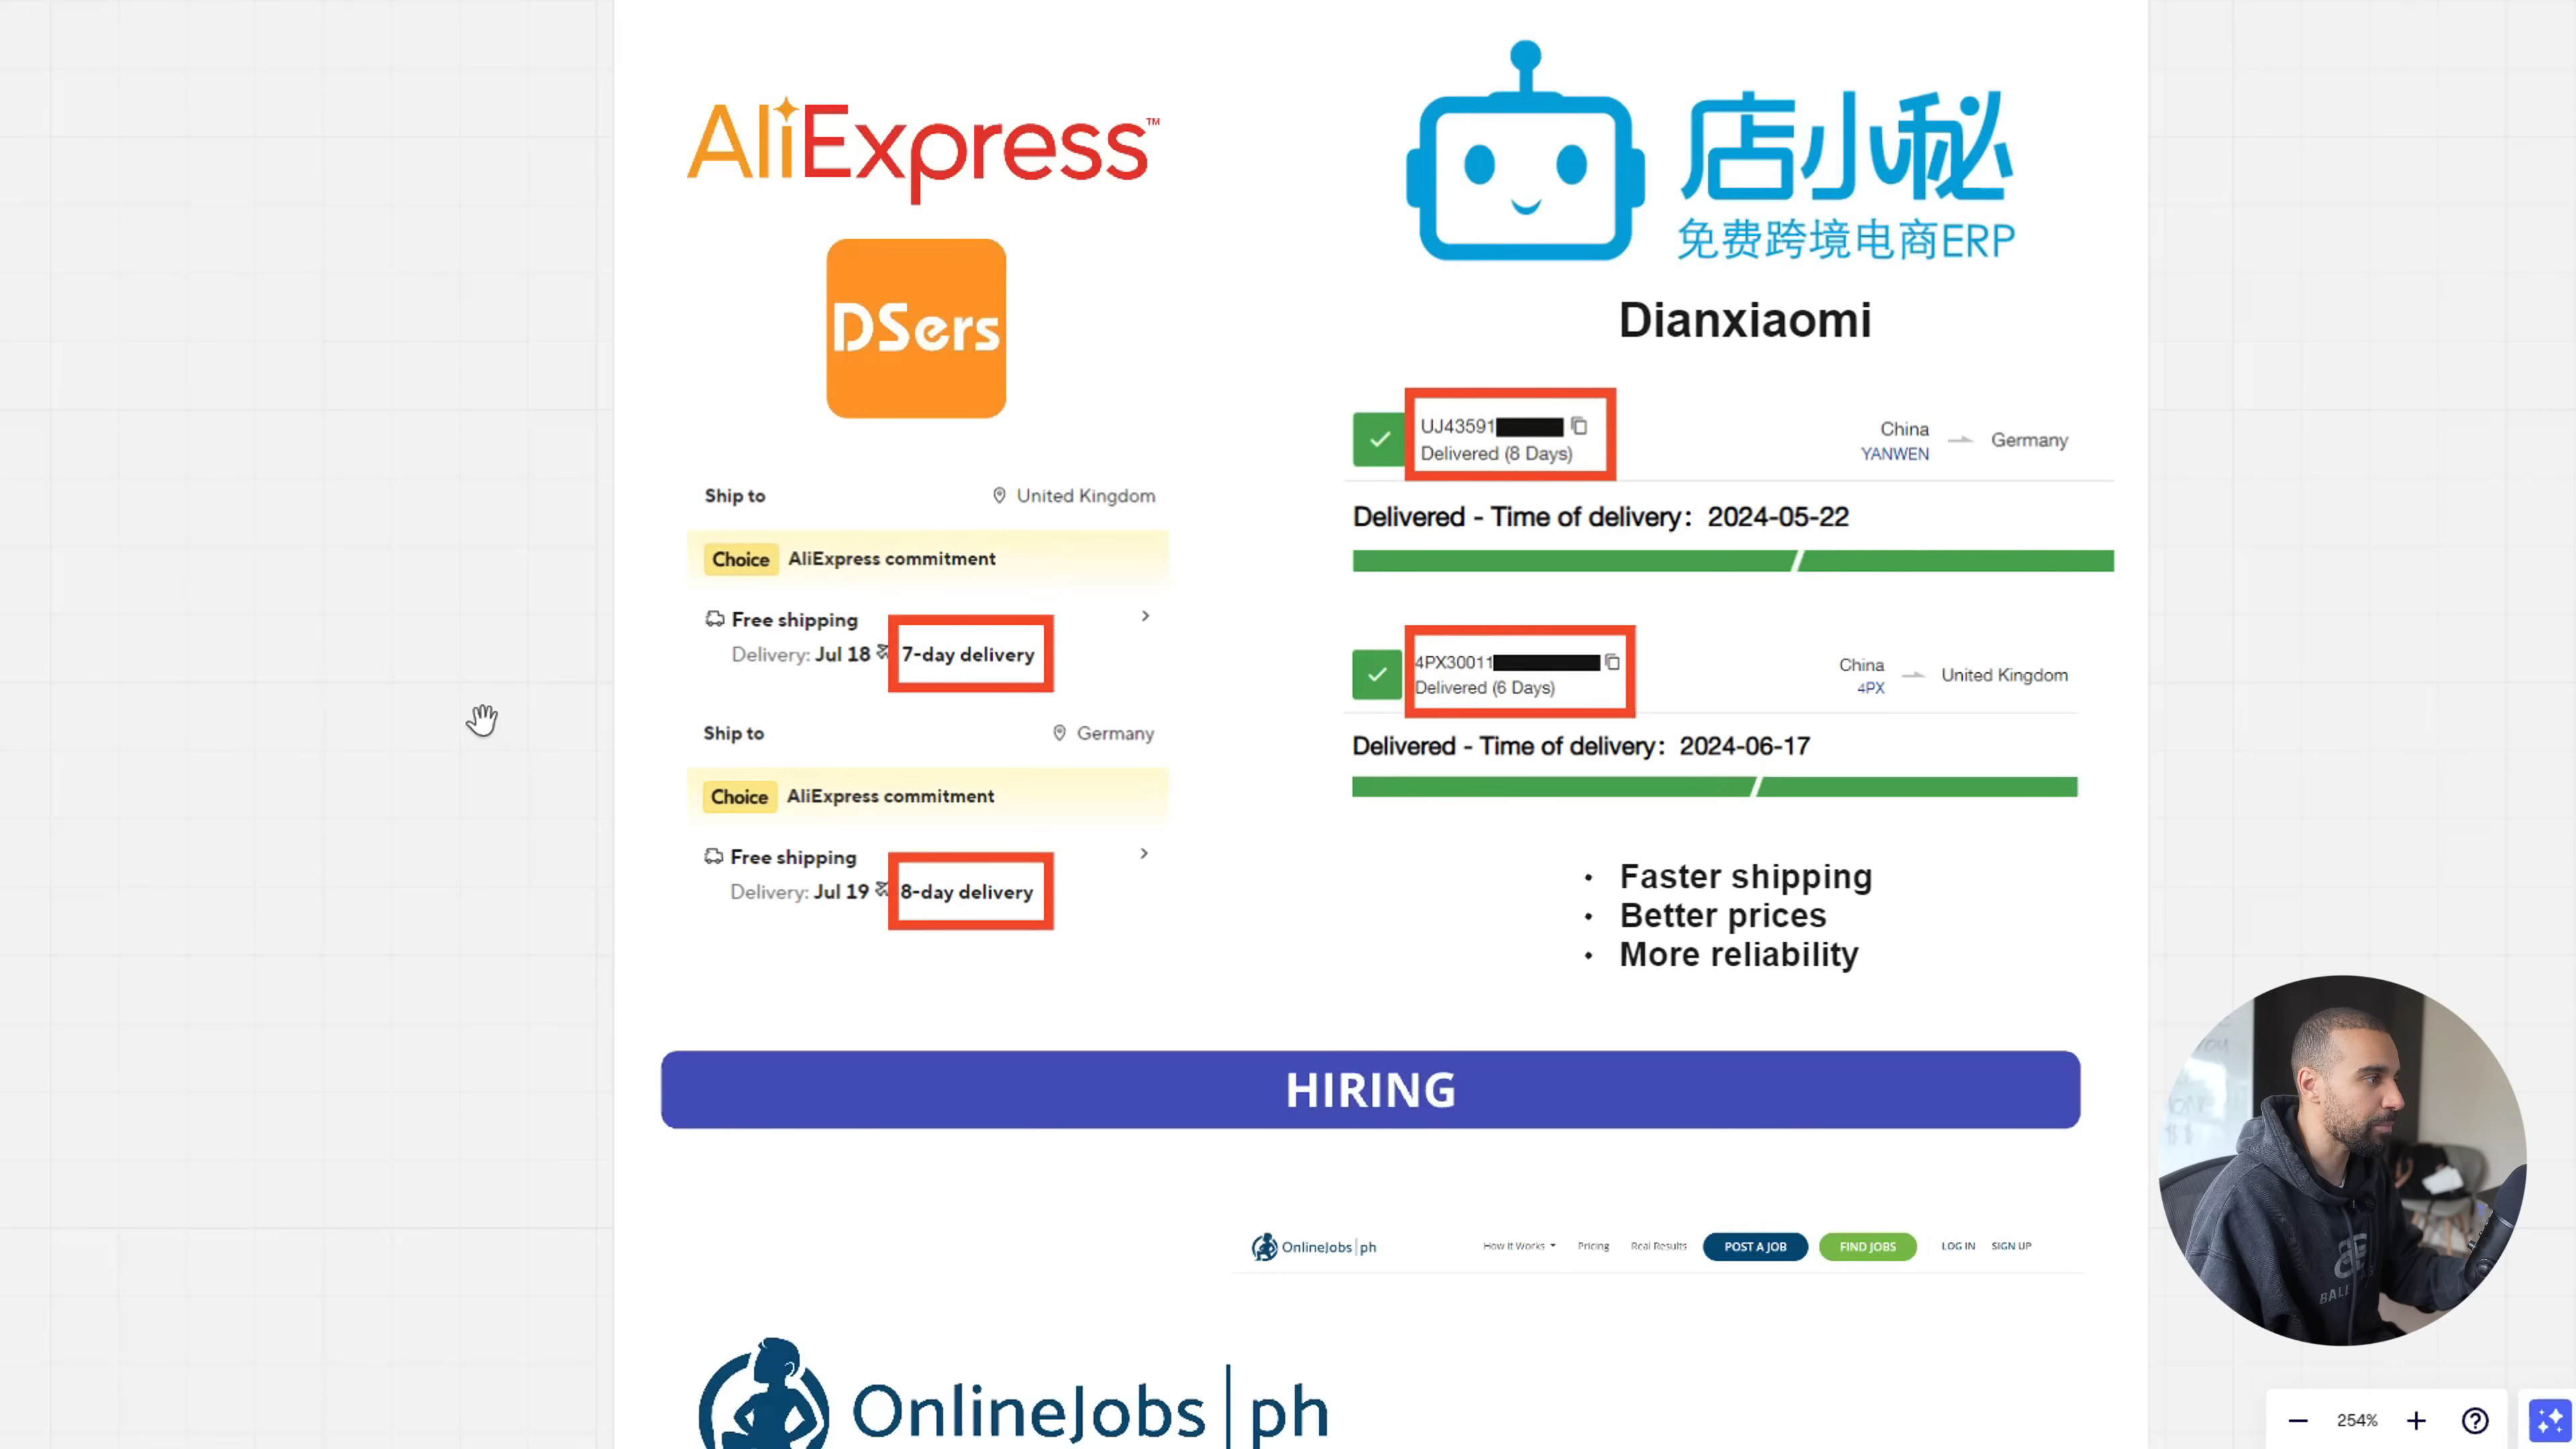 AliExpress™
DSers
Ship to
United Kingdom
Choice AliExpress commitment
Free shipping
Delivery: Jul 18 7-day delivery
Ship to
Germany
Choice AliExpress commitment
Free shipping
Delivery: Jul 19 8-day delivery
店小秘
免费跨境电商ERP
Dianxiaomi
UJ43591
Delivered (8 Days)
China
YANWEN
Germany
Delivered - Time of delivery: 2024-05-22
4PX30011
Delivered (6 Days)
China
4PX
United Kingdom
Delivered - Time of delivery: 2024-06-17
• Faster shipping
• Better prices
• More reliability
HIRING
OnlineJobs|ph How It Works Pricing Real Results POST A JOB FIND JOBS LOG IN SIGN UP
OnlineJobs|ph
254%